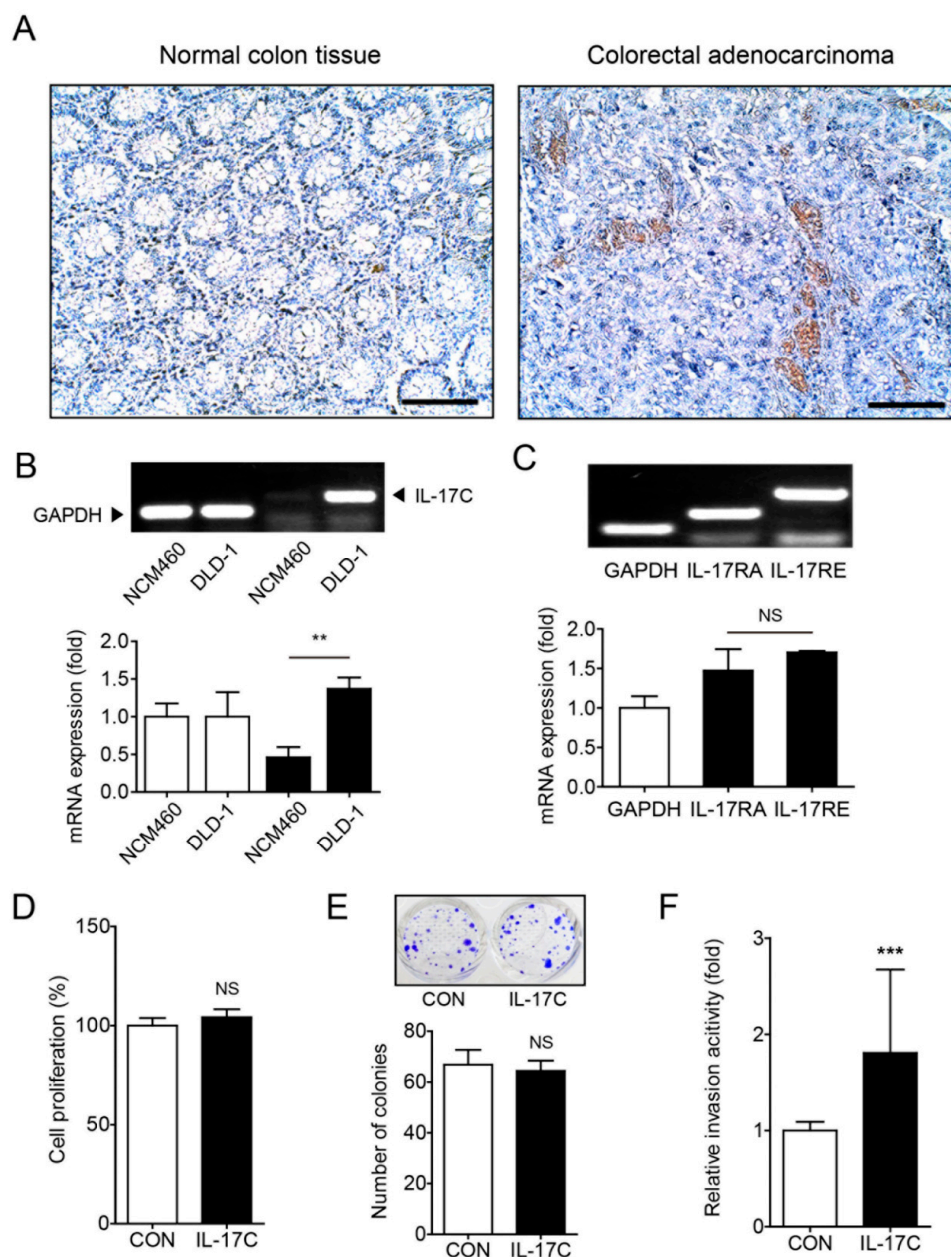 A
Normal colon tissue
Colorectal adenocarcinoma
B
GAPDH
IL-17C
NCM460
DLD-1
NCM460
DLD-1
mRNA expression (fold)
2.0
1.5
1.0
0.5
0.0
**
NCM460
DLD-1
NCM460
DLD-1
C
GAPDH IL-17RA IL-17RE
mRNA expression (fold)
2.0
1.5
1.0
0.5
0.0
NS
GAPDH IL-17RA IL-17RE
D
Cell proliferation (%)
150
100
50
0
NS
CON IL-17C
E
CON IL-17C
Number of colonies
80
60
40
20
0
NS
CON IL-17C
F
Relative invasion acitivity (fold)
3
2
1
0
***
CON IL-17C